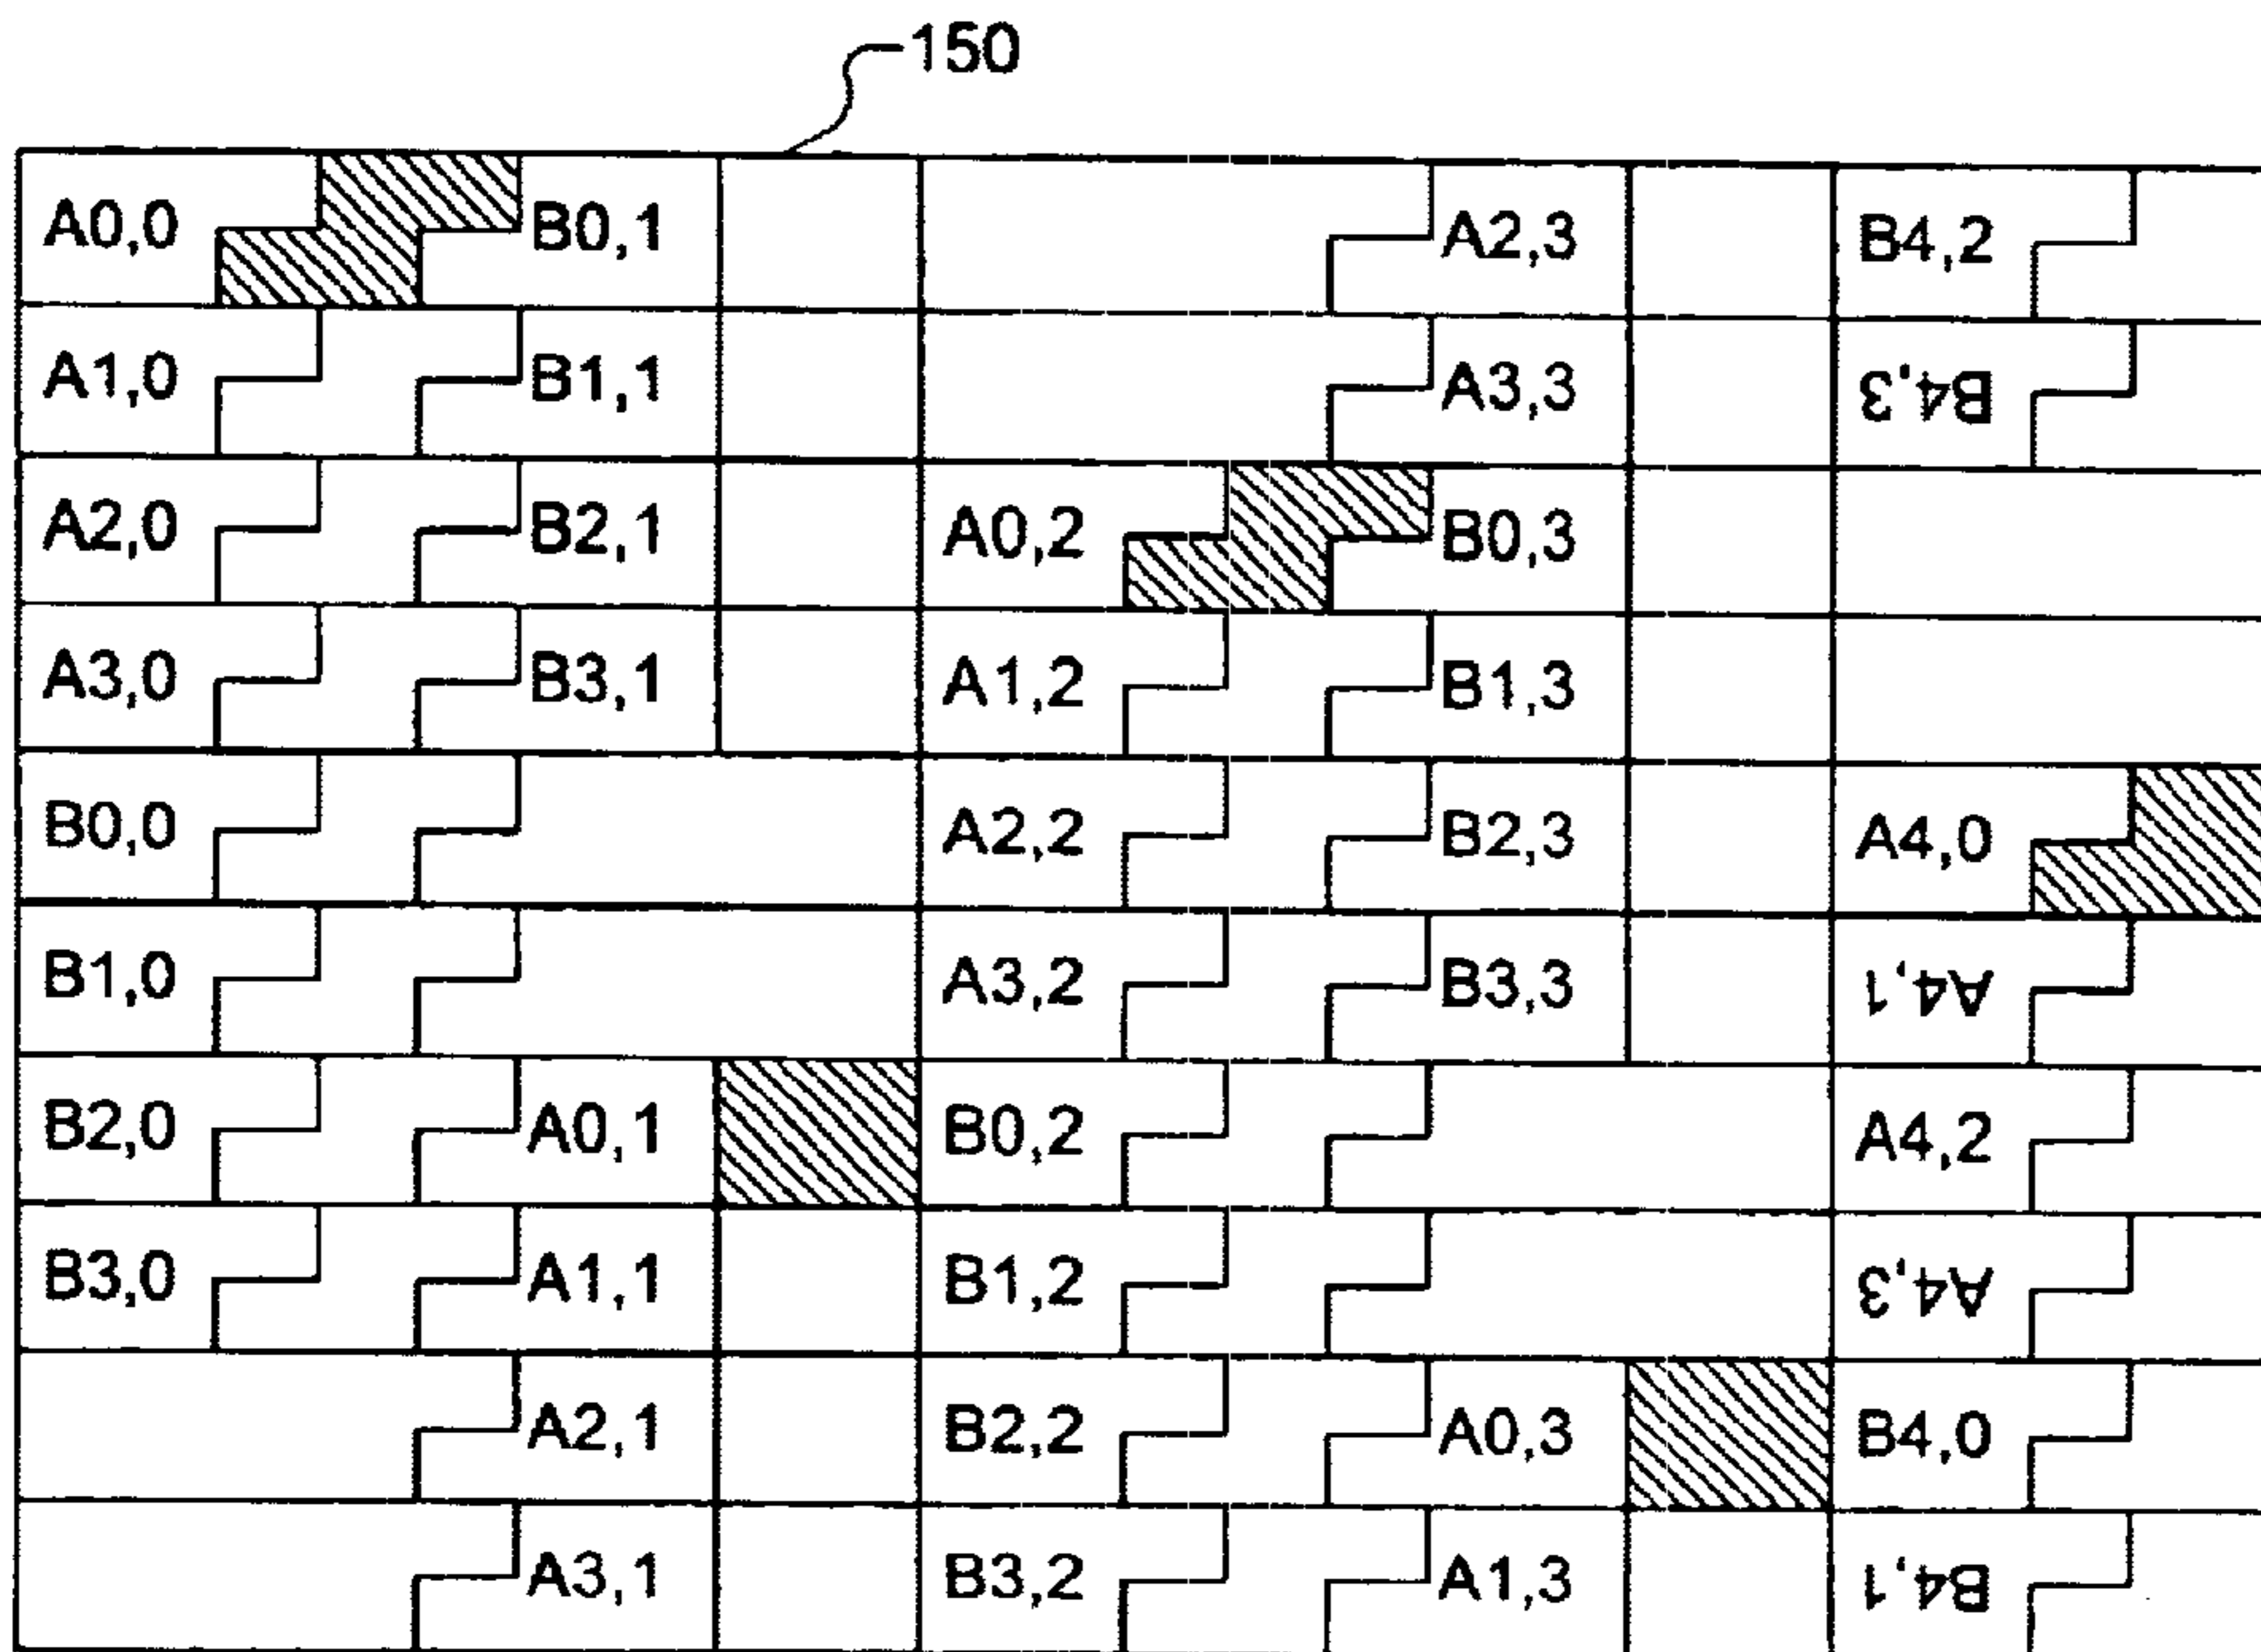 150
A0,0 B0,1 A2,3 B4,2
A1,0 B1,1 A3,3 B4,3
A2,0 B2,1 A0,2 B0,3
A3,0 B3,1 A1,2 B1,3
B0,0 A2,2 B2,3 A4,0
B1,0 A3,2 B3,3 A4,1
B2,0 A0,1 B0,2 A4,2
B3,0 A1,1 B1,2 A4,3
A2,1 B2,2 A0,3 B4,0
A3,1 B3,2 A1,3 B4,1